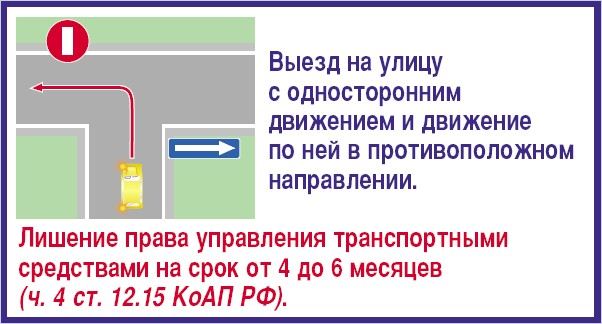 Выезд на улицу
с односторонним
движением и движение
по ней в противоположном
направлении.
Лишение права управления транспортными
средствами на срок от 4 до 6 месяцев
(ч. 4 ст. 12.15 КоАП РФ).